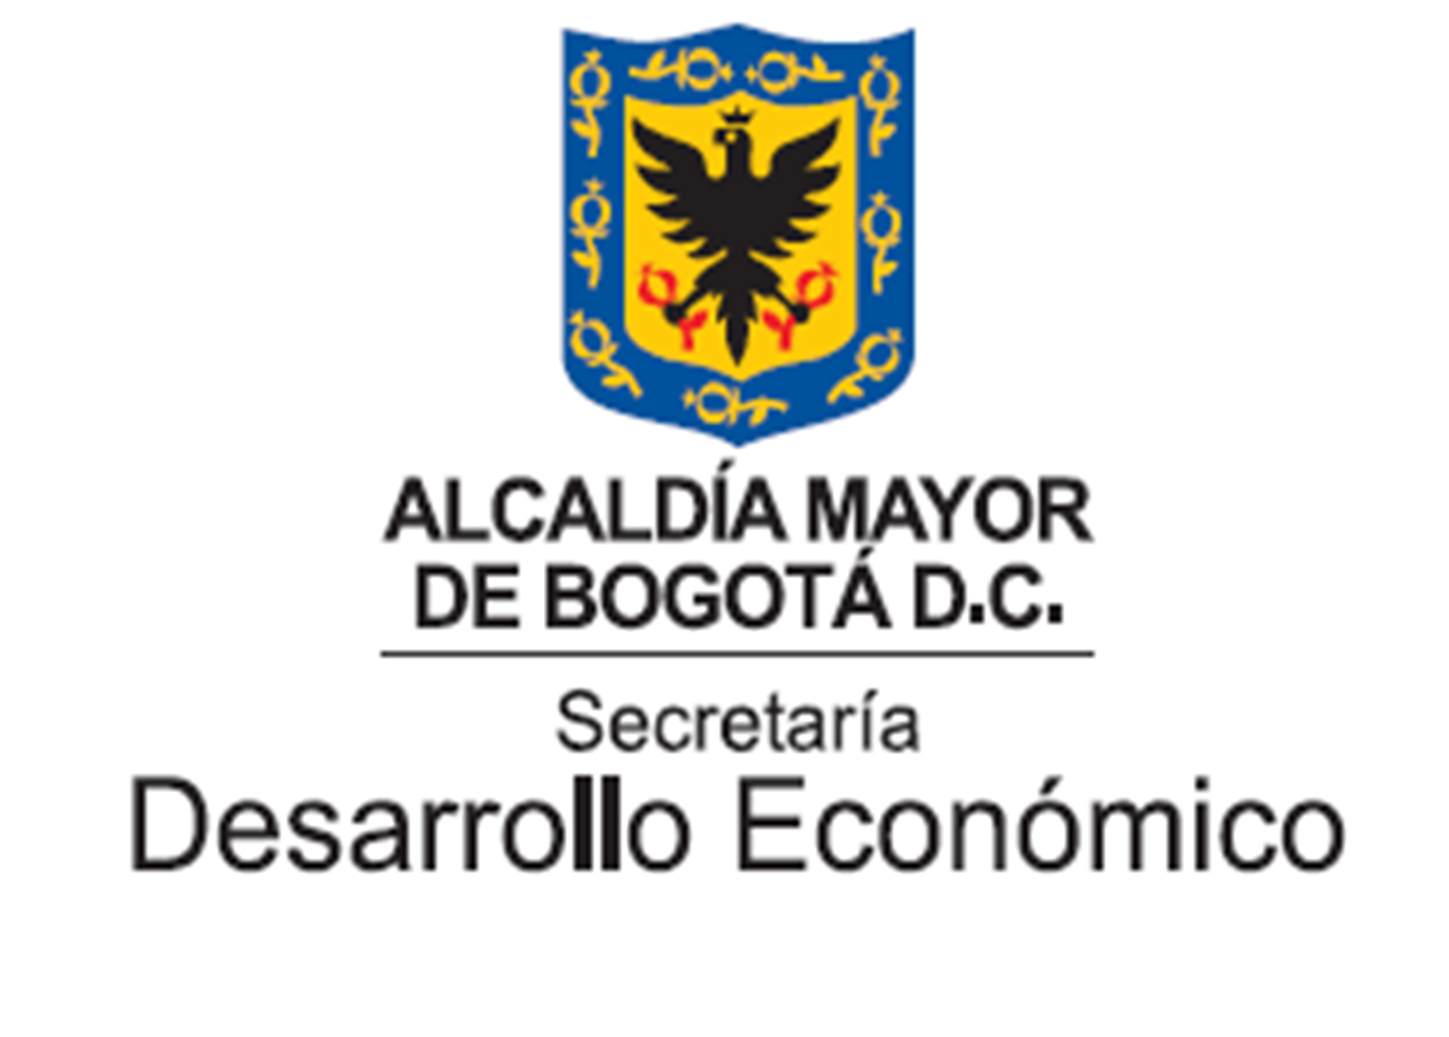 ALCALDÍA MAYOR
DE BOGOTÁ D.C.
Secretaría
Desarrollo Económico